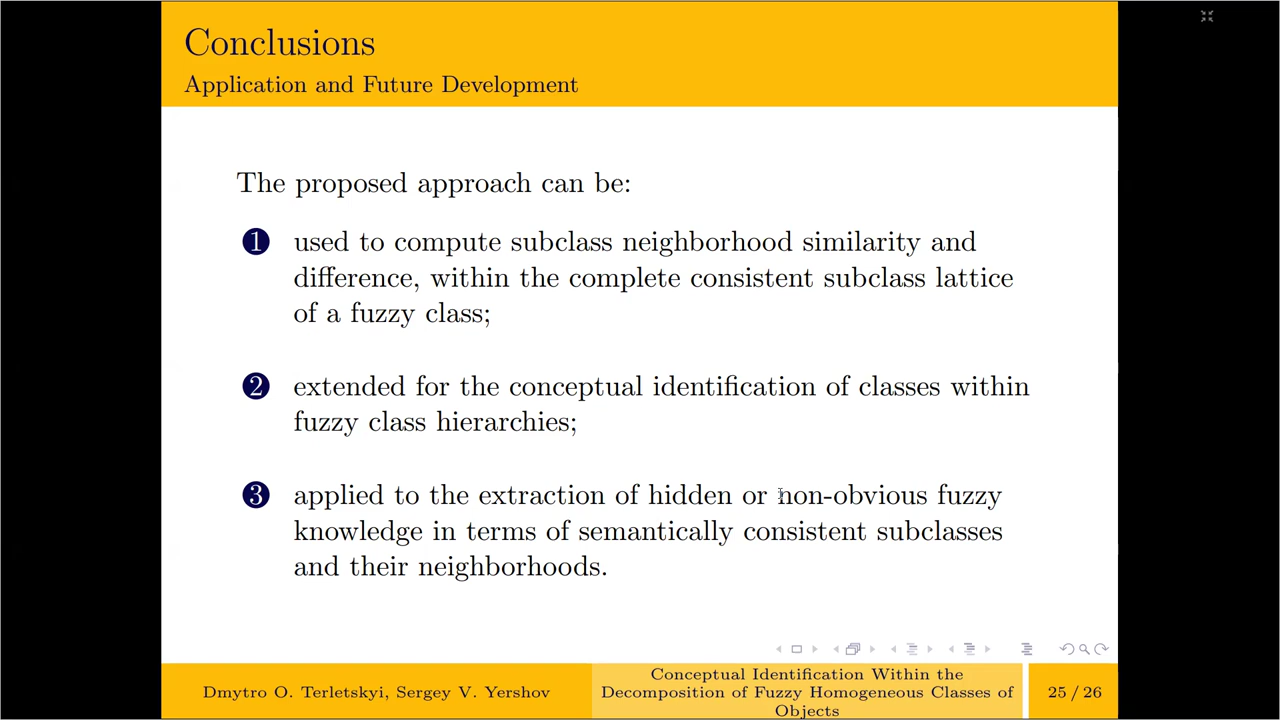 Conclusions
Application and Future Development
The proposed approach can be:
1 used to compute subclass neighborhood similarity and
difference, within the complete consistent subclass lattice
of a fuzzy class;
2 extended for the conceptual identification of classes within
fuzzy class hierarchies;
3 applied to the extraction of hidden or non-obvious fuzzy
knowledge in terms of semantically consistent subclasses
and their neighborhoods.
Dmytro O. Terletskyi, Sergey V. Yershov
Conceptual Identification Within the
Decomposition of Fuzzy Homogeneous Classes of
Objects
25 / 26